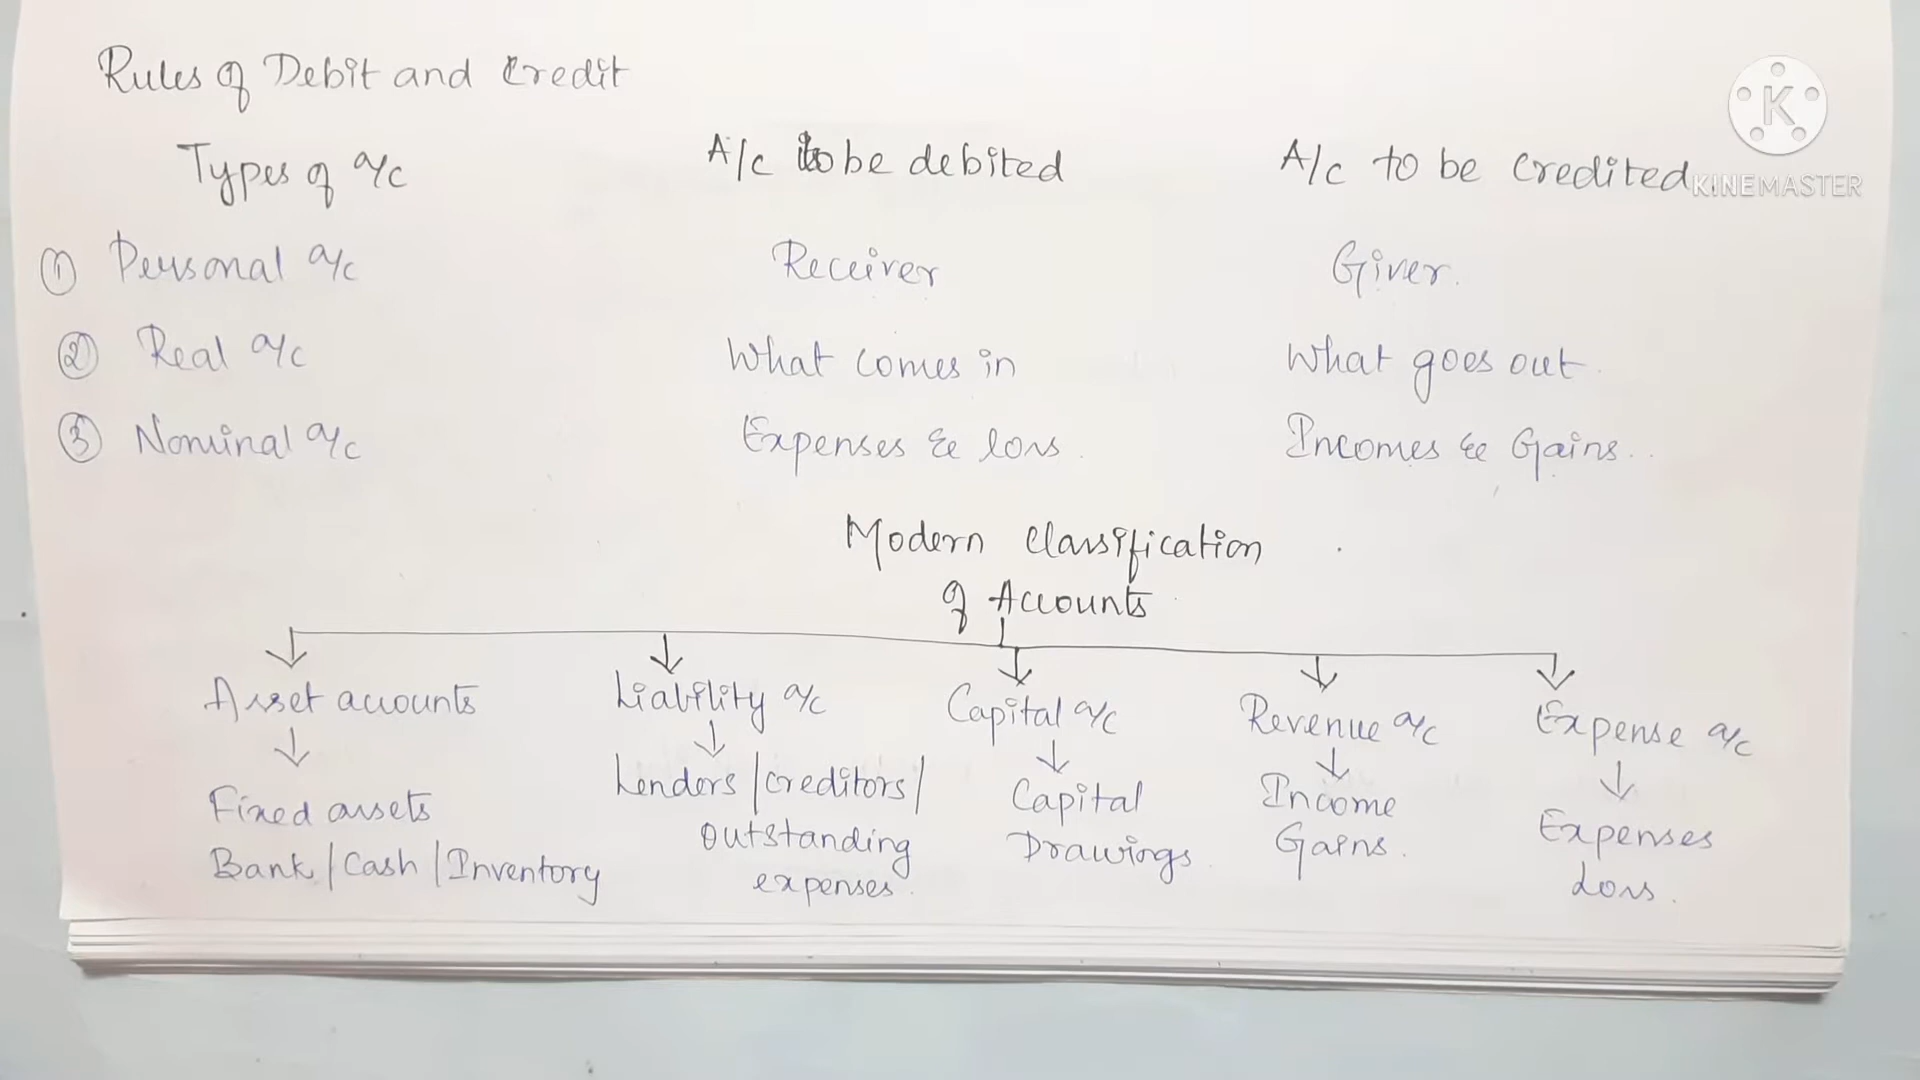 Rules of Debit and Credit
Types of a/c A/c to be debited A/c to be credited
① Personal a/c Receiver Giver.
② Real a/c What comes in What goes out.
③ Nominal a/c Expenses & loss. Incomes & Gains..
Modern Classification
of Accounts
Asset accounts Liability a/c Capital a/c Revenue a/c Expense a/c
Fixed assets Lenders/creditors/ Capital Income Expenses
Bank/Cash/Inventory outstanding Drawings. Gains. Loss.
expenses.
K
KINEMASTER